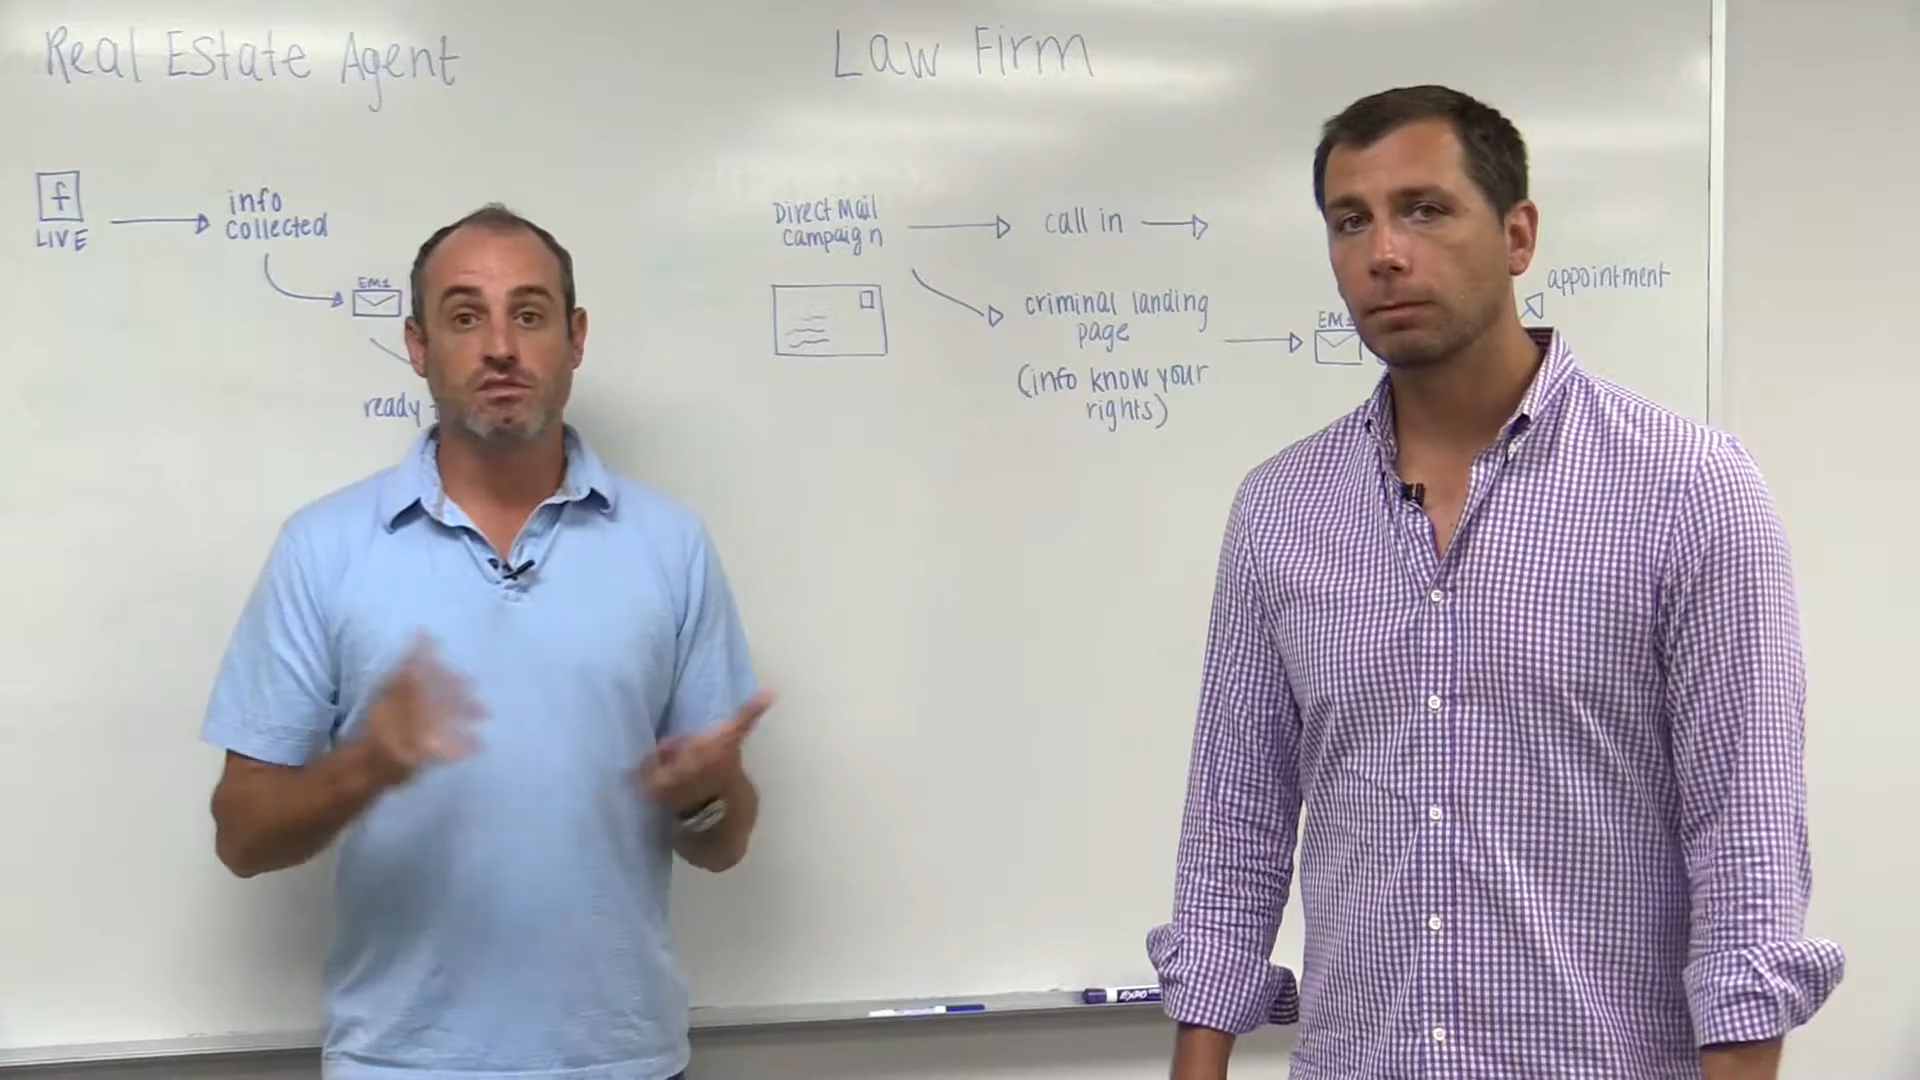 Real Estate Agent
f
LIVE
info
collected
EM1
ready
Law Firm
Direct Mail
campaign
call in
criminal landing
page
(info know your
rights)
EM
appointment
EXPO